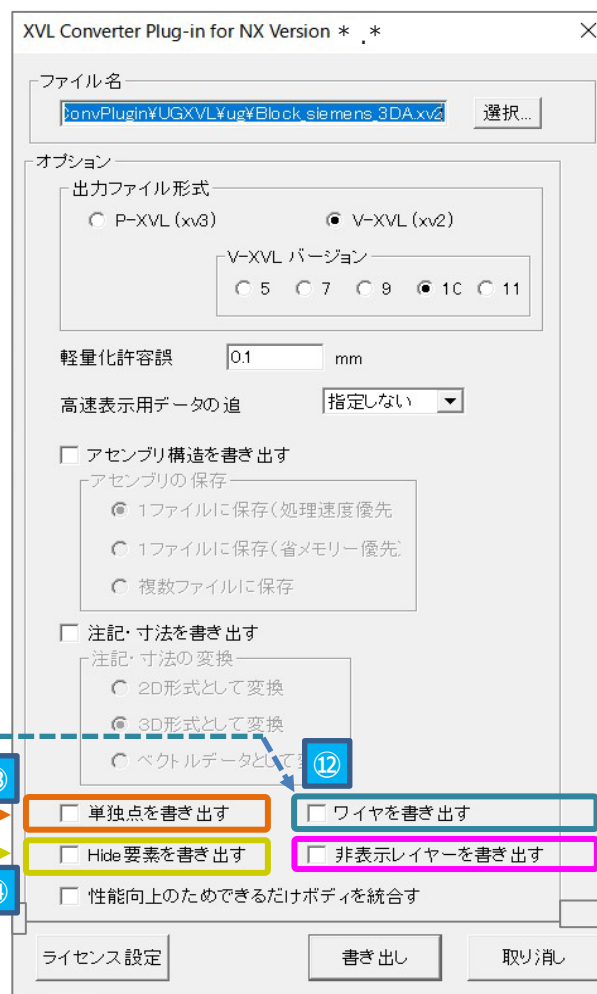 XVL Converter Plug-in for NX Version * .*
ファイル名
ConvPlugin¥UGXVL¥ug¥Block_siemens_3DA.xv2
選択...
オプション
出力ファイル形式
P-XVL (xv3)
V-XVL (xv2)
V-XVL バージョン
5 7 9 10 11
軽量化許容誤 0.1 mm
高速表示用データの追 指定しない
アセンブリ構造を書き出す
アセンブリの保存
1ファイルに保存(処理速度優先
1ファイルに保存(省メモリー優先)
複数ファイルに保存
注記・寸法を書き出す
注記・寸法の変換
2D形式として変換
3D形式として変換
ベクトルデータとして
⑫
単独点を書き出す
ワイヤを書き出す
Hide要素を書き出す
非表示レイヤーを書き出す
性能向上のためできるだけボディを統合す
ライセンス設定
書き出し
取り消し